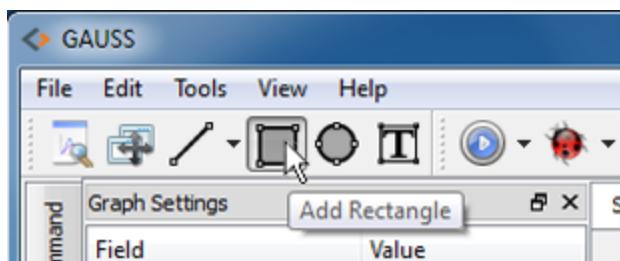 GAUSS
File Edit Tools View Help
T
Graph Settings
Add Rectangle
Field Value